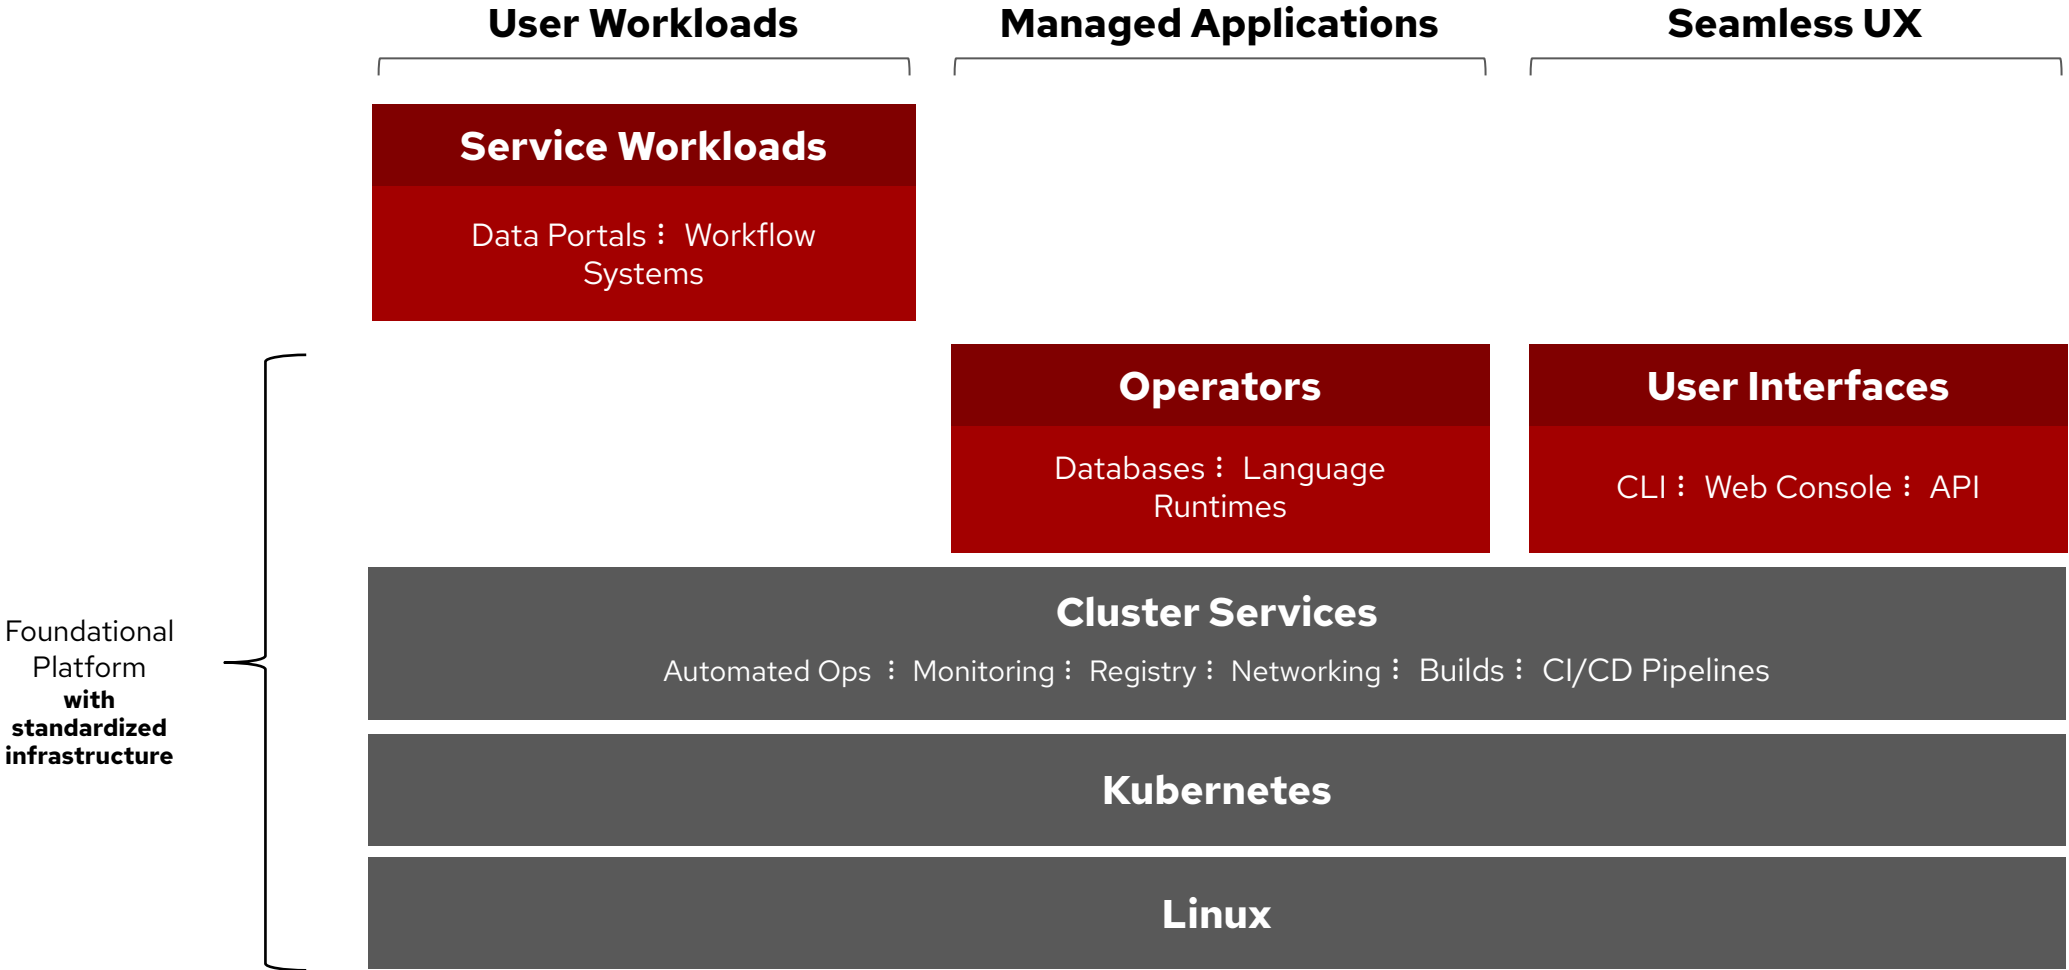 User Workloads
Managed Applications
Seamless UX
Service Workloads
Data Portals ⋮ Workflow
Systems
Operators
Databases ⋮ Language
Runtimes
User Interfaces
CLI ⋮ Web Console ⋮ API
Foundational
Platform
with
standardized
infrastructure
Cluster Services
Automated Ops ⋮ Monitoring ⋮ Registry ⋮ Networking ⋮ Builds ⋮ CI/CD Pipelines
Kubernetes
Linux